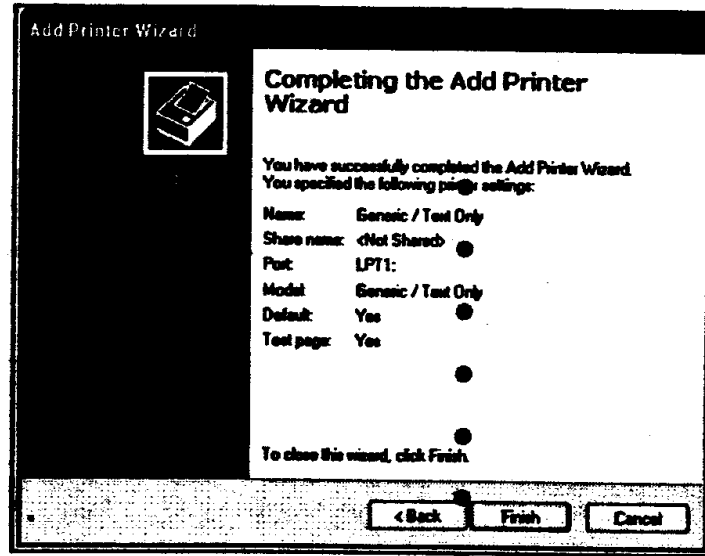 Add Printer Wizard
Completing the Add Printer
Wizard
You have successfully completed the Add Printer Wizard.
You specified the following printer settings:
Name: Generic / Text Only
Share name: <Not Shared>
Port: LPT1:
Model: Generic / Text Only
Default: Yes
Test page: Yes
To close this wizard, click Finish.
< Back Finish Cancel